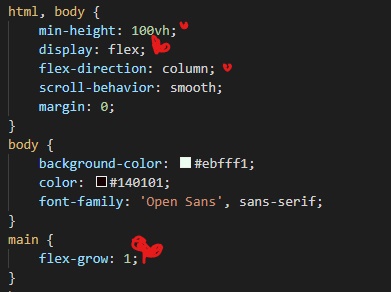 html, body {
min-height: 100vh;
display: flex;
flex-direction: column;
scroll-behavior: smooth;
margin: 0;
}
body {
background-color: #ebfff1;
color: #140101;
font-family: 'Open Sans', sans-serif;
}
main {
flex-grow: 1;
}